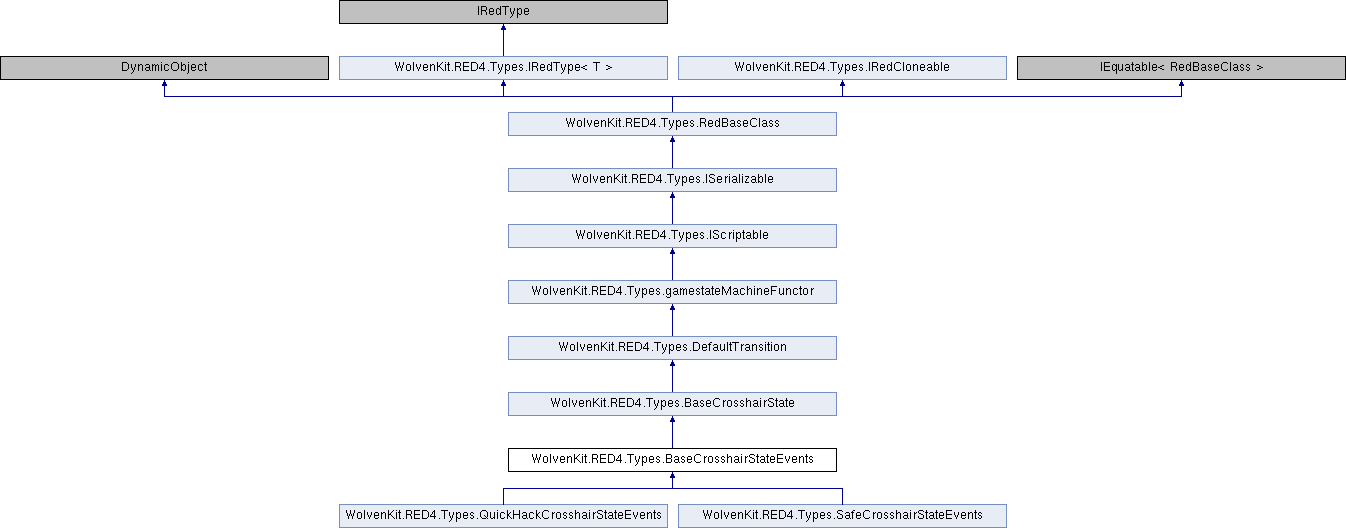 IRedType
DynamicObject
WolvenKit.RED4.Types.IRedType< T >
WolvenKit.RED4.Types.IRedCloneable
IEquatable< RedBaseClass >
WolvenKit.RED4.Types.RedBaseClass
WolvenKit.RED4.Types.ISerializable
WolvenKit.RED4.Types.IScriptable
WolvenKit.RED4.Types.gamestateMachineFunctor
WolvenKit.RED4.Types.DefaultTransition
WolvenKit.RED4.Types.BaseCrosshairState
WolvenKit.RED4.Types.BaseCrosshairStateEvents
WolvenKit.RED4.Types.QuickHackCrosshairStateEvents
WolvenKit.RED4.Types.SafeCrosshairStateEvents